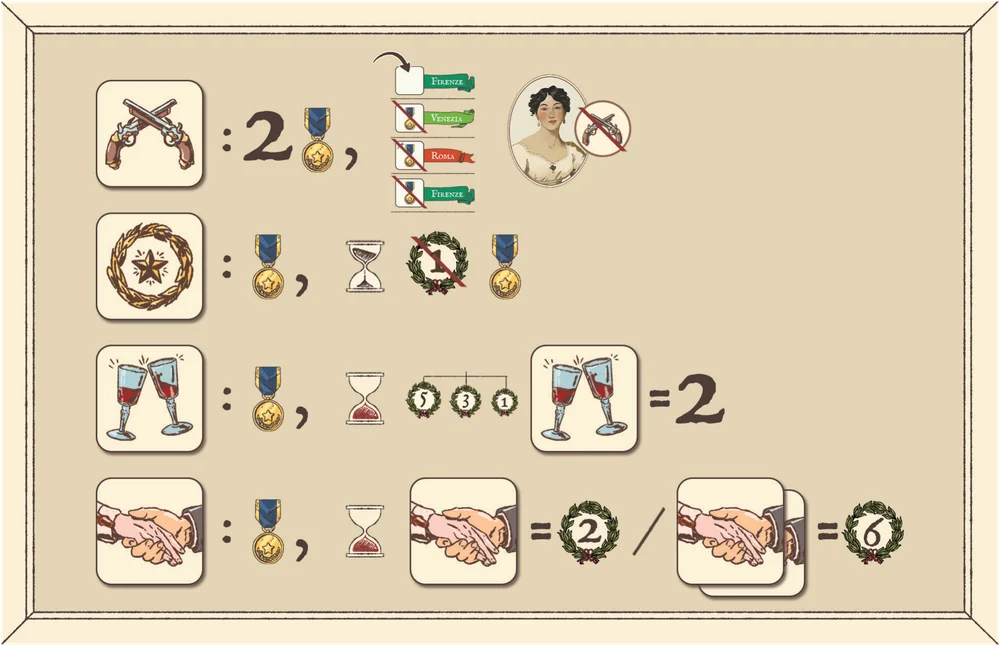 : 2 ,
FIRENZE
VENEZIA
ROMA
FIRENZE
: , 1
: , 5 3 1 = 2
: , = 2 / = 6